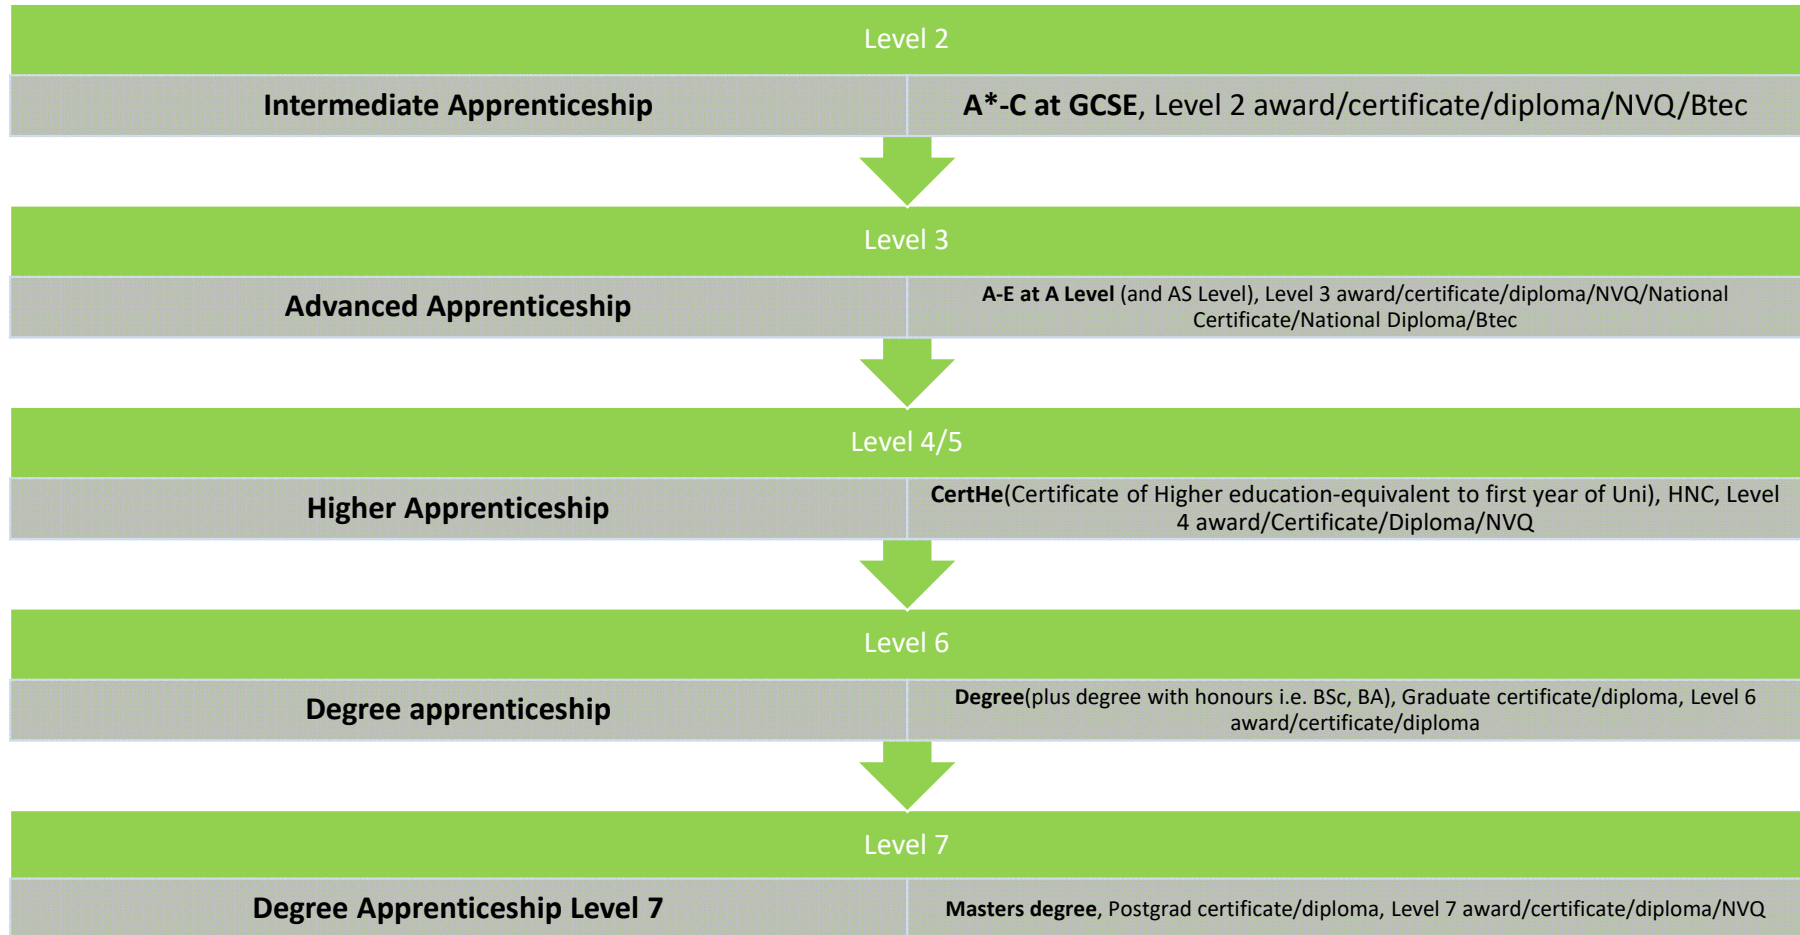 Level 2
Intermediate Apprenticeship
A*-C at GCSE, Level 2 award/certificate/diploma/NVQ/Btec
Level 3
Advanced Apprenticeship
A-E at A Level (and AS Level), Level 3 award/certificate/diploma/NVQ/National
Certificate/National Diploma/Btec
Level 4/5
Higher Apprenticeship
CertHe(Certificate of Higher education-equivalent to first year of Uni), HNC, Level
4 award/Certificate/Diploma/NVQ
Level 6
Degree apprenticeship
Degree(plus degree with honours i.e. BSc, BA), Graduate certificate/diploma, Level 6
award/certificate/diploma
Level 7
Degree Apprenticeship Level 7
Masters degree, Postgrad certificate/diploma, Level 7 award/certificate/diploma/NVQ